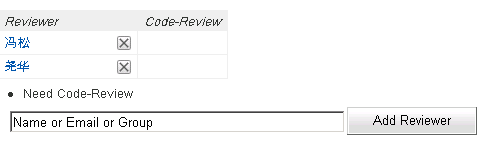 Reviewer Code-Review
冯松
尧华
Need Code-Review
Name or Email or Group Add Reviewer